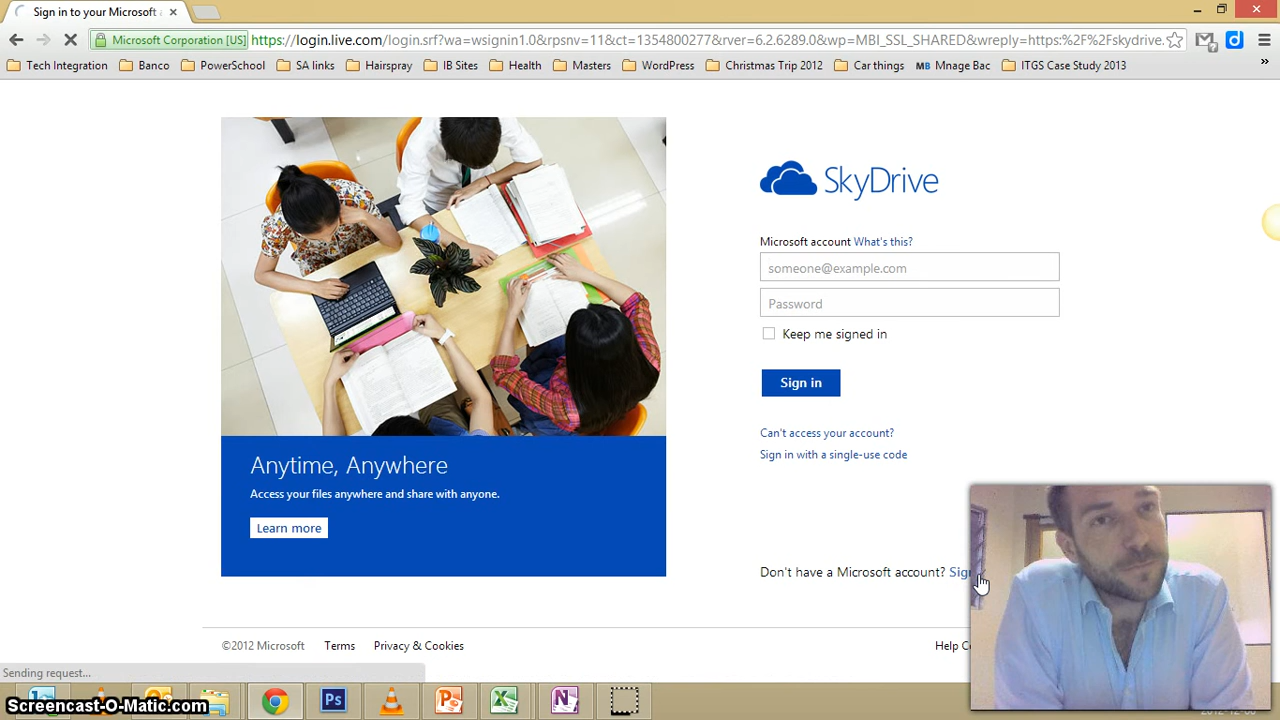 Sign in to your Microsoft
Microsoft Corporation [US] https://login.live.com/login.srf?wa=wsignin1.0&rpsnv=11&ct=1354800277&rver=6.2.6289.0&wp=MBI_SSL_SHARED&wreply=https:%2F%2Fskydrive.
Tech Integration Banco PowerSchool SA links Hairspray IB Sites Health Masters WordPress Christmas Trip 2012 Car things MB Mnage Bac ITGS Case Study 2013 »
SkyDrive
Microsoft account What's this?
someone@example.com
Password
Keep me signed in
Sign in
Can't access your account?
Sign in with a single-use code
Anytime, Anywhere
Access your files anywhere and share with anyone.
Learn more
Don't have a Microsoft account? Sign
©2012 Microsoft Terms Privacy & Cookies Help
Sending request...
Ps
Screencast-O-Matic.com